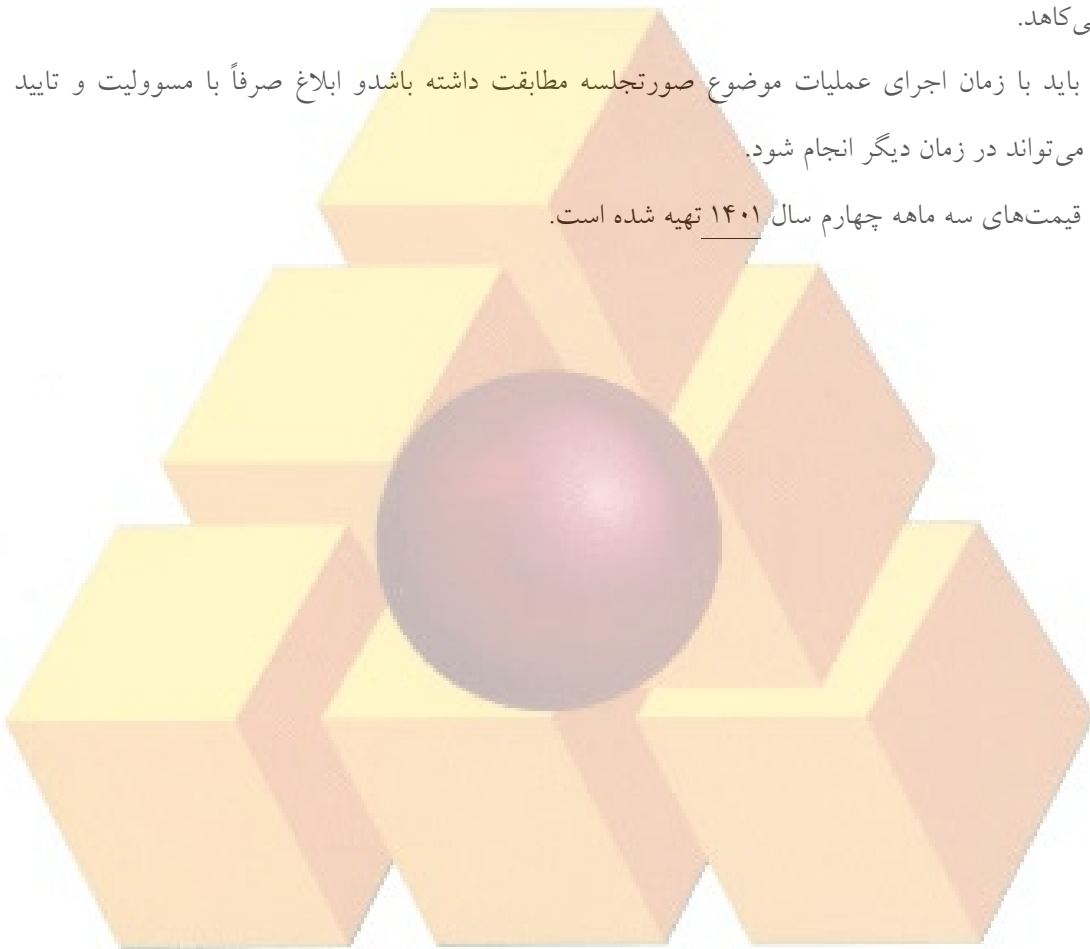 می‌کاهد.
باید با زمان اجرای عملیات موضوع صورتجلسه مطابقت داشته باشدو ابلاغ صرفاً با مسوولیت و تایید
می‌تواند در زمان دیگر انجام شود.
قیمت‌های سه ماهه چهارم سال ۱۴۰۱ تهیه شده است.